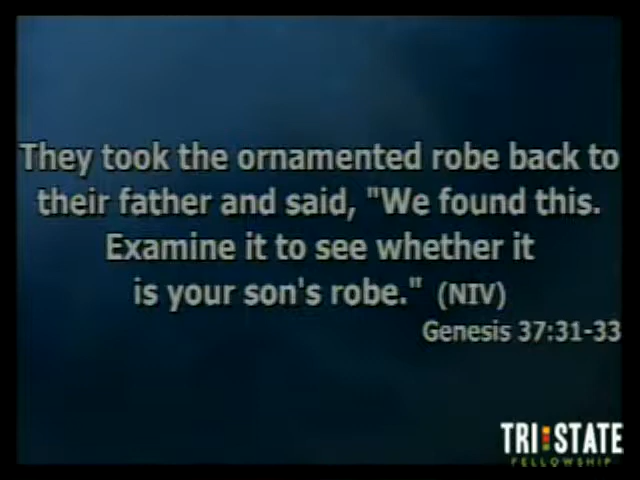 They took the ornamented robe back to
their father and said, "We found this.
Examine it to see whether it
is your son's robe." (NIV)
Genesis 37:31-33
TRI STATE
FELLOWSHIP